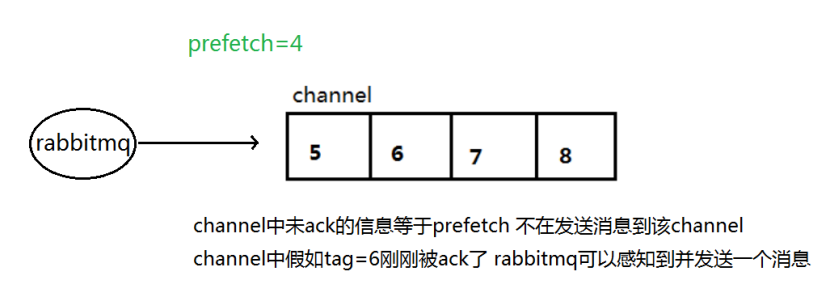 prefetch=4
channel
rabbitmq
5 6 7 8
channel中未ack的信息等于prefetch 不在发送消息到该channel
channel中假如tag=6刚刚被ack了 rabbitmq可以感知到并发送一个消息